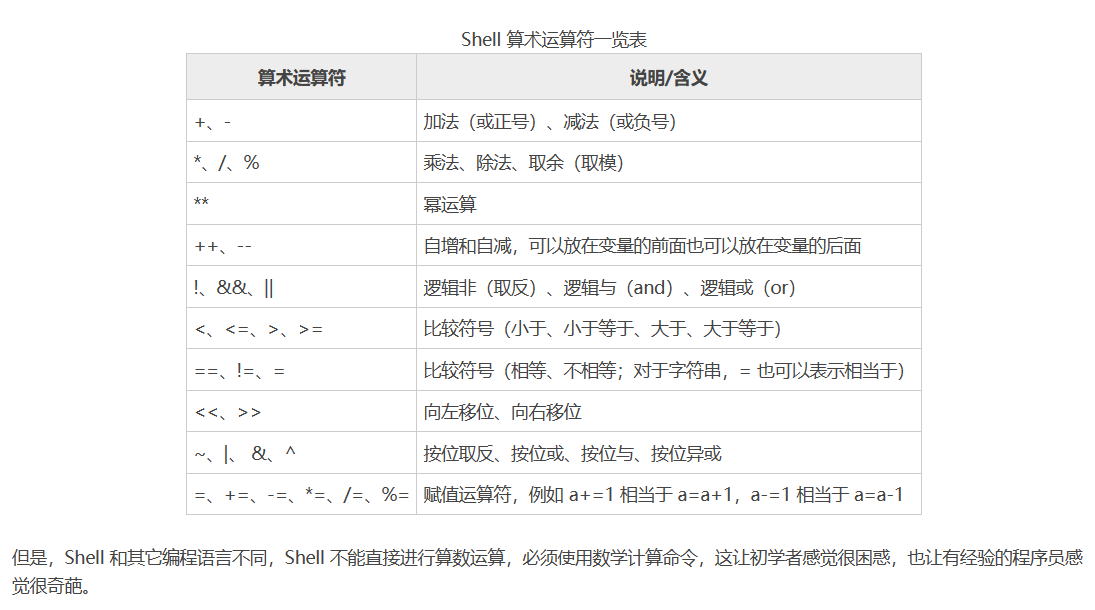 Shell 算术运算符一览表
算术运算符 说明/含义
+、- 加法（或正号）、减法（或负号）
*、/、% 乘法、除法、取余（取模）
** 幂运算
++、-- 自增和自减，可以放在变量的前面也可以放在变量的后面
!、&&、|| 逻辑非（取反）、逻辑与（and）、逻辑或（or）
<、<=、>、>= 比较符号（小于、小于等于、大于、大于等于）
==、!=、= 比较符号（相等、不相等；对于字符串，= 也可以表示相当于）
<<、>> 向左移位、向右移位
~、|、 &、^ 按位取反、按位或、按位与、按位异或
=、+=、-=、*=、/=、%= 赋值运算符，例如 a+=1 相当于 a=a+1，a-=1 相当于 a=a-1
但是，Shell 和其它编程语言不同，Shell 不能直接进行算数运算，必须使用数学计算命令，这让初学者感觉很困惑，也让有经验的程序员感
觉很奇葩。